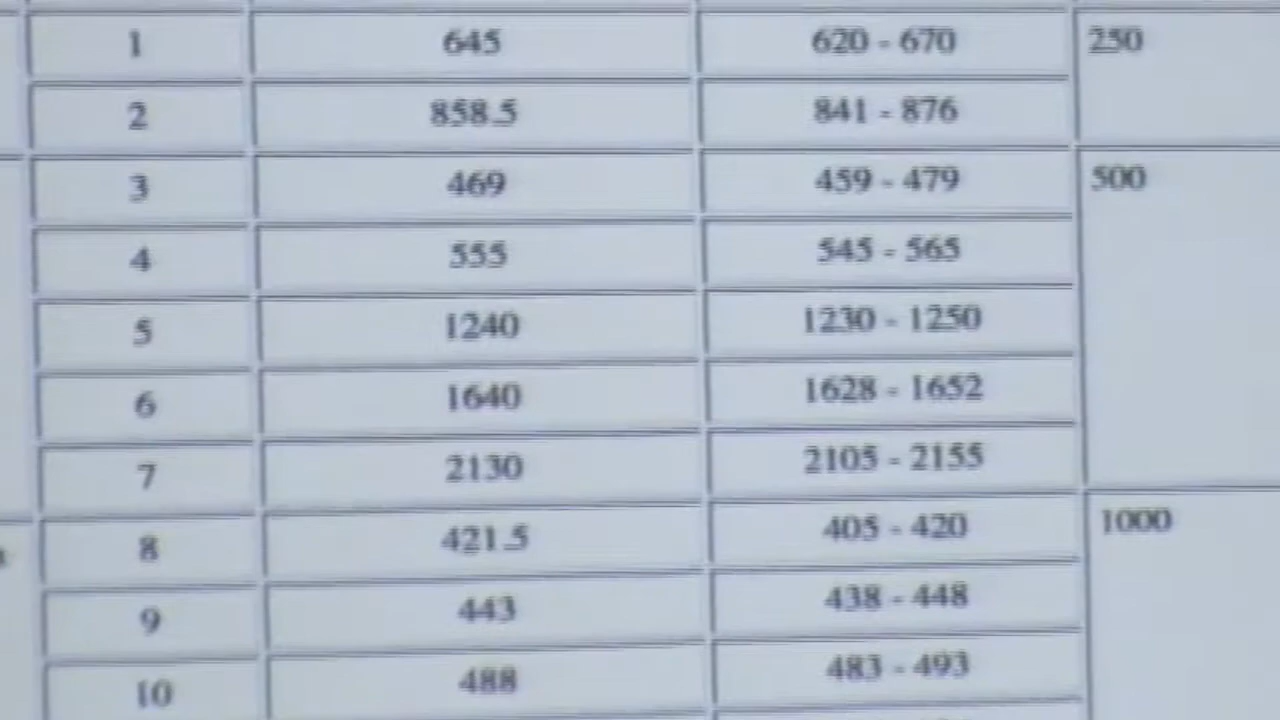 1 645 620 - 670 250
2 858.5 841 - 876
3 469 459 - 479 500
4 555 545 - 565
5 1240 1230 - 1250
6 1640 1628 - 1652
7 2130 2105 - 2155
8 421.5 405 - 420 1000
9 443 438 - 448
10 488 483 - 493